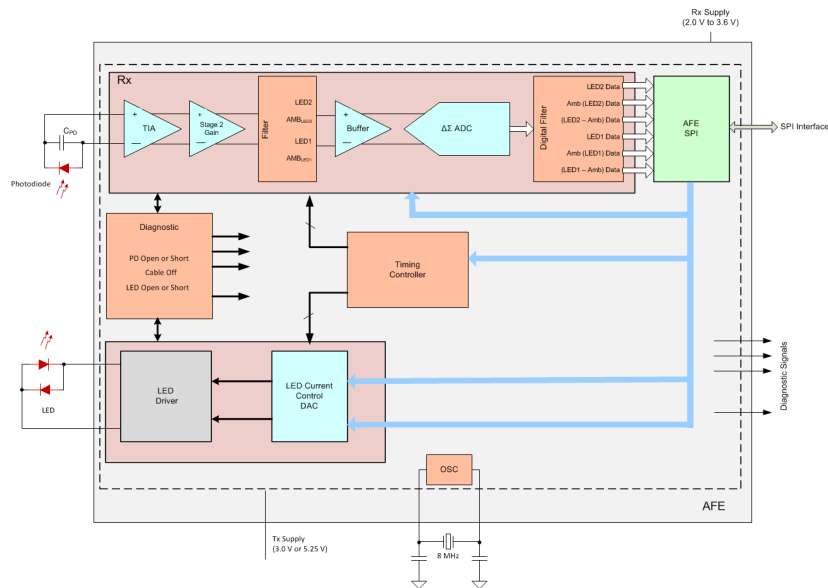 Rx Supply
(2.0 V to 3.6 V)
Rx
C PD
Photodiode
+
TIA
—
+
Stage 2
Gain
—
Filter
LED2
AMBLED2
LED1
AMBLED1
+
Buffer
—
ΔΣ ADC
Digital Filter
LED2 Data
Amb (LED2) Data
(LED2 – Amb) Data
LED1 Data
Amb (LED1) Data
(LED1 – Amb) Data
AFE
SPI
SPI Interface
Diagnostic
PD Open or Short
Cable Off
LED Open or Short
Timing
Controller
LED
LED
Driver
LED Current
Control
DAC
Diagnostic Signals
OSC
AFE
Tx Supply
(3.0 V or 5.25 V)
8 MHz